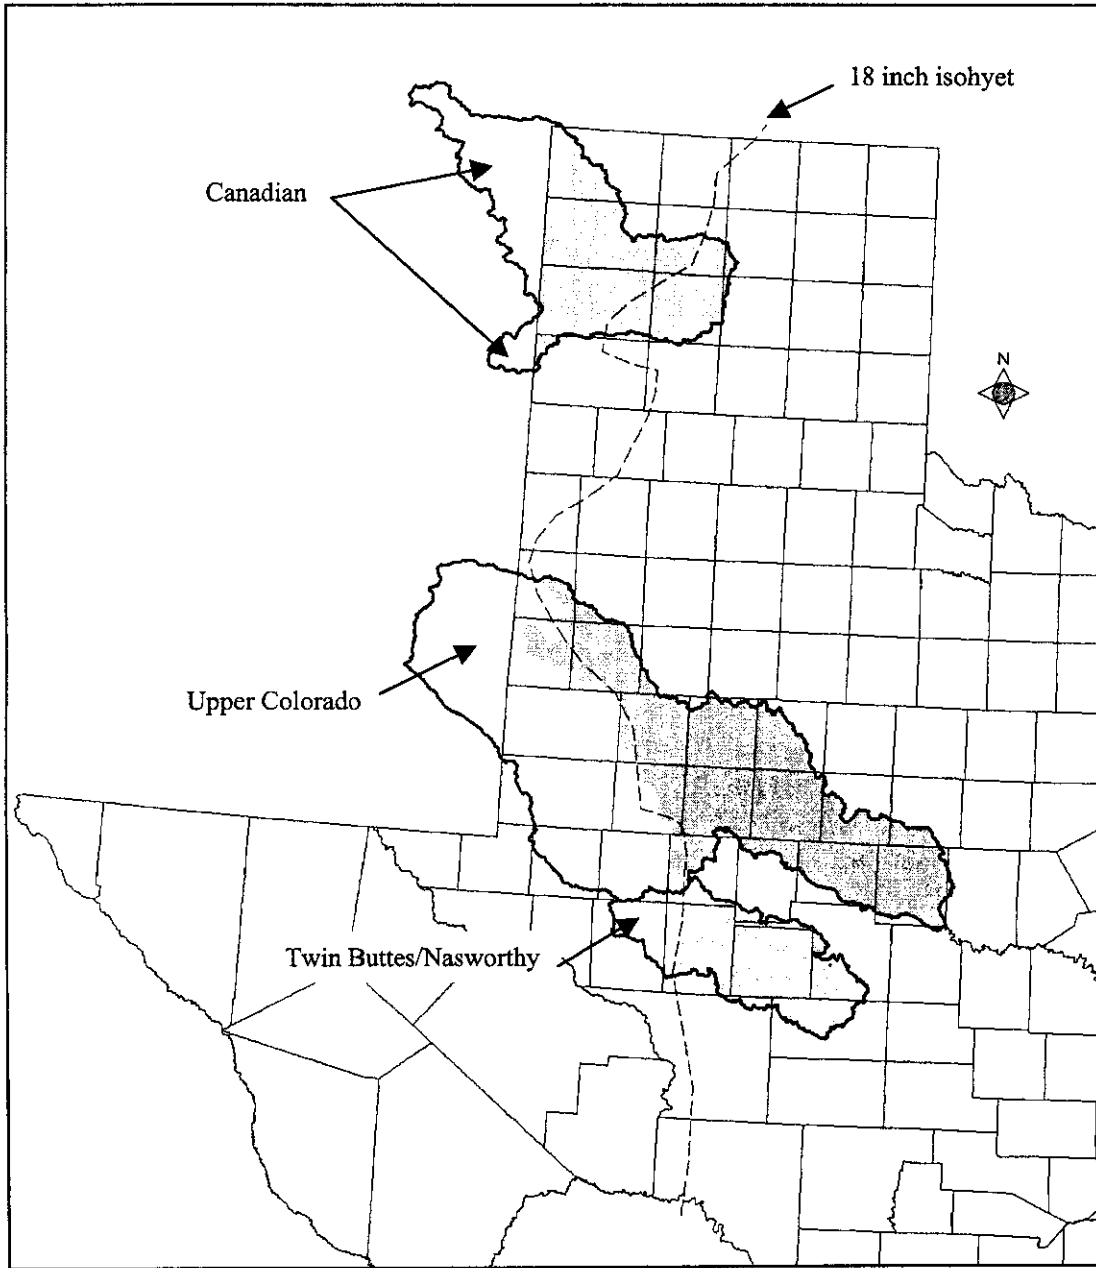 18 inch isohyet
Canadian
N
Upper Colorado
Twin Buttes/Nasworthy